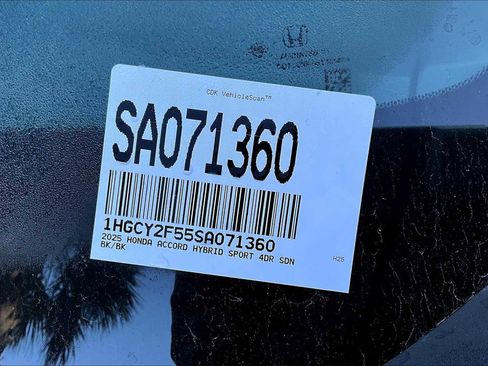 CDK VehicleScan™
SA071360
1HGCY2F55SA071360
2025 HONDA ACCORD HYBRID SPORT 4DR SDN
BK/BK
H25